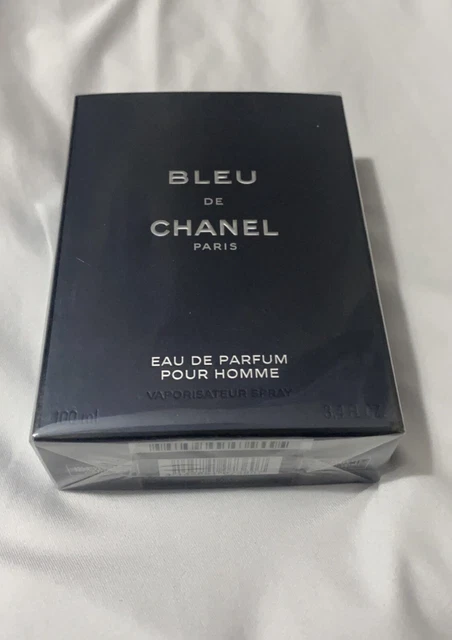 BLEU
DE
CHANEL
PARIS
EAU DE PARFUM
POUR HOMME
VAPORISATEUR SPRAY
100 ml 3.4 FL. OZ.